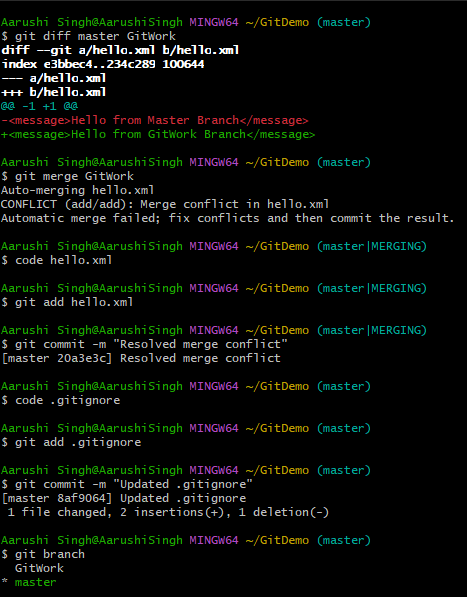 Aarushi Singh@AarushiSingh MINGW64 ~/GitDemo (master)
$ git diff master GitWork
diff --git a/hello.xml b/hello.xml
index e3bbec4..234c289 100644
--- a/hello.xml
+++ b/hello.xml
@@ -1 +1 @@
-<message>Hello from Master Branch</message>
+<message>Hello from GitWork Branch</message>
Aarushi Singh@AarushiSingh MINGW64 ~/GitDemo (master)
$ git merge GitWork
Auto-merging hello.xml
CONFLICT (add/add): Merge conflict in hello.xml
Automatic merge failed; fix conflicts and then commit the result.
Aarushi Singh@AarushiSingh MINGW64 ~/GitDemo (master|MERGING)
$ code hello.xml
Aarushi Singh@AarushiSingh MINGW64 ~/GitDemo (master|MERGING)
$ git add hello.xml
Aarushi Singh@AarushiSingh MINGW64 ~/GitDemo (master|MERGING)
$ git commit -m "Resolved merge conflict"
[master 20a3e3c] Resolved merge conflict
Aarushi Singh@AarushiSingh MINGW64 ~/GitDemo (master)
$ code .gitignore
Aarushi Singh@AarushiSingh MINGW64 ~/GitDemo (master)
$ git add .gitignore
Aarushi Singh@AarushiSingh MINGW64 ~/GitDemo (master)
$ git commit -m "Updated .gitignore"
[master 8af9064] Updated .gitignore
 1 file changed, 2 insertions(+), 1 deletion(-)
Aarushi Singh@AarushiSingh MINGW64 ~/GitDemo (master)
$ git branch
  GitWork
* master